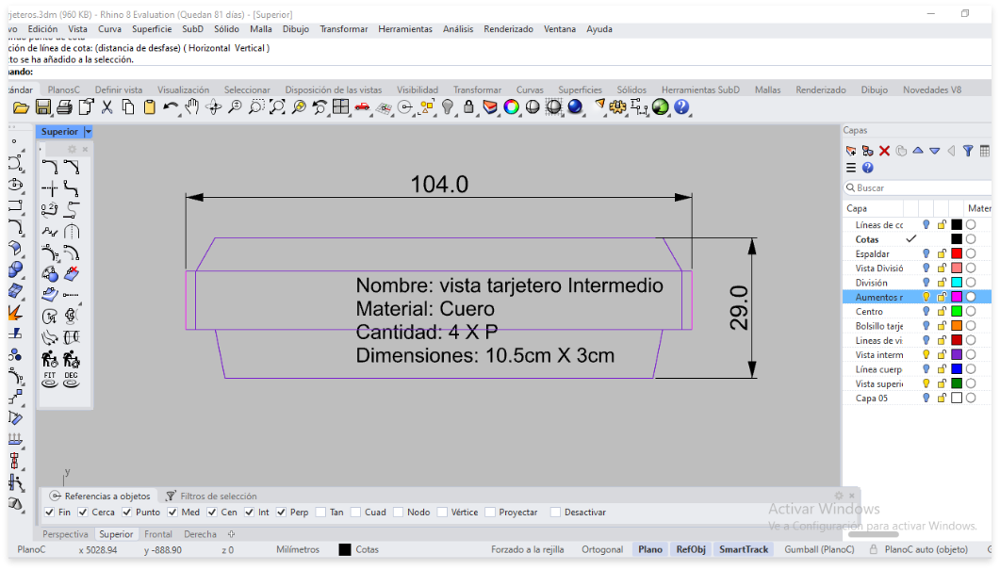 rjeteros.3dm (960 KB) - Rhino 8 Evaluation (Quedan 81 días) - [Superior]
vo Edición Vista Curva Superficie SubD Sólido Malla Dibujo Transformar Herramientas Análisis Renderizado Ventana Ayuda
ción de línea de cota: (distancia de desfase) ( Horizontal Vertical )
to se ha añadido a la selección.
ando:
tándar PlanosC Definir vista Visualización Seleccionar Disposición de las vistas Visibilidad Transformar Curvas Superficies Sólidos Herramientas SubD Mallas Renderizado Dibujo Novedades V8
Superior
FIT DEG
104.0
Nombre: vista tarjetero Intermedio
Material: Cuero
Cantidad: 4 X P
Dimensiones: 10.5cm X 3cm
29.0
y
Capas
Buscar
Capa Mater
Líneas de cc
Cotas
Espaldar
Vista Divisió
División
Aumentos r
Centro
Bolsillo tarje
Lineas de vi
Vista interm
Línea cuerp
Vista superi
Capa 05
Referencias a objetos Filtros de selección
Fin Cerca Punto Med Cen Int Perp Tan Cuad Nodo Vértice Proyectar Desactivar
Activar Windows
Ve a Configuración para activar Windows.
Perspectiva Superior Frontal Derecha
PlanoC x 5028.94 y -888.90 z 0 Milímetros Cotas Forzado a la rejilla Ortogonal Plano RefObj SmartTrack Gumball (PlanoC) PlanoC auto (objeto)